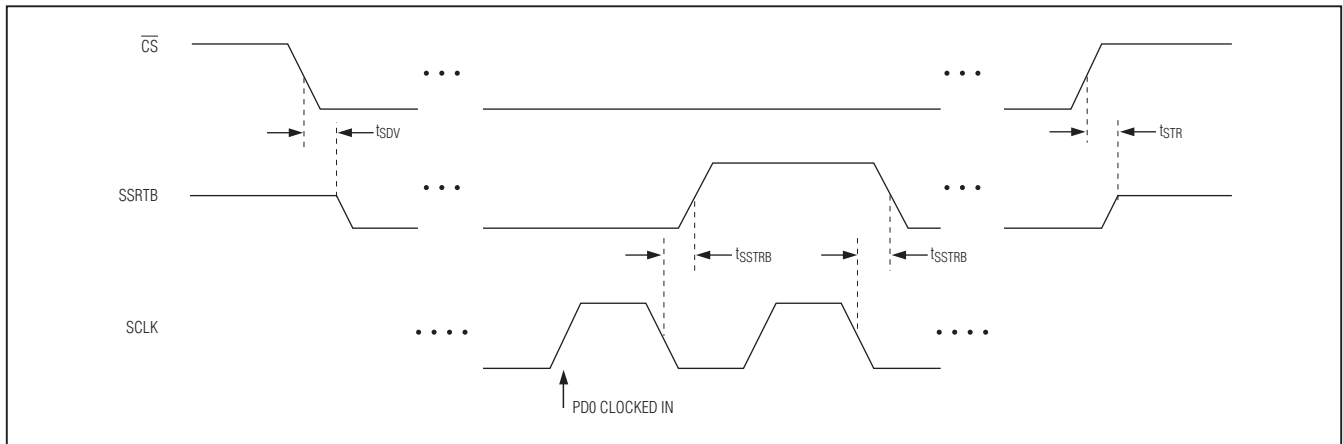 CS
tSDV
tSTR
SSRTB
tSSTRB
tSSTRB
SCLK
PD0 CLOCKED IN